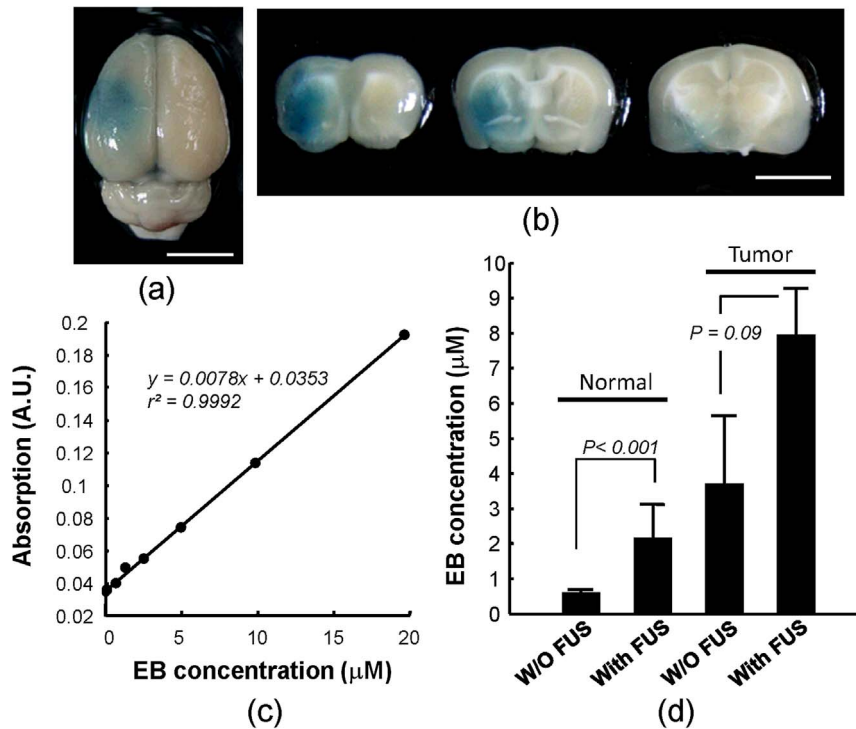 (a)
(b)
0.2
0.18
0.16
0.14
0.12
0.1
0.08
0.06
0.04
0.02
Absorption (A.U.)
y = 0.0078x + 0.0353
r² = 0.9992
0
5
10
15
20
EB concentration (μM)
(c)
10
9
8
7
6
5
4
3
2
1
0
EB concentration (μM)
Tumor
P = 0.09
Normal
P< 0.001
W/O FUS
With FUS
W/O FUS
With FUS
(d)